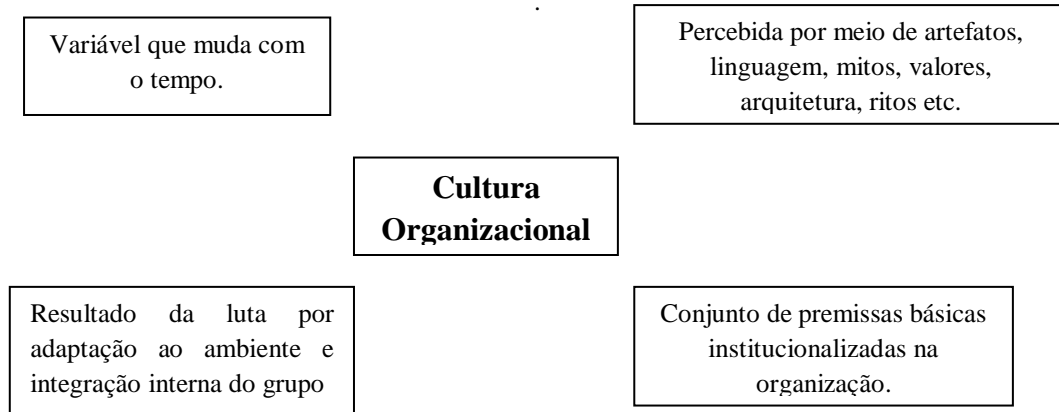 .
Variável que muda com
o tempo.
Percebida por meio de artefatos,
linguagem, mitos, valores,
arquitetura, ritos etc.
Cultura
Organizacional
Resultado da luta por
adaptação ao ambiente e
integração interna do grupo
Conjunto de premissas básicas
institucionalizadas na
organização.